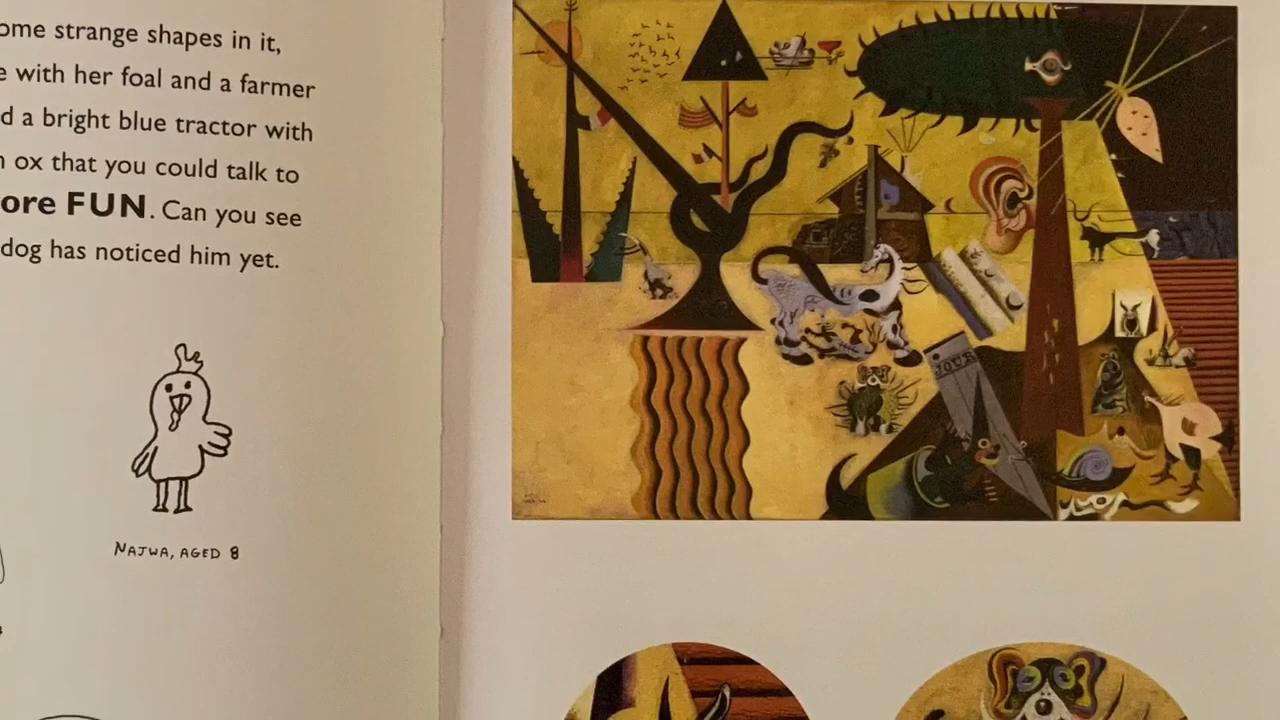 ome strange shapes in it,
e with her foal and a farmer
d a bright blue tractor with
n ox that you could talk to
ore FUN. Can you see
dog has noticed him yet.
NAJWA, AGED 8
JOUR